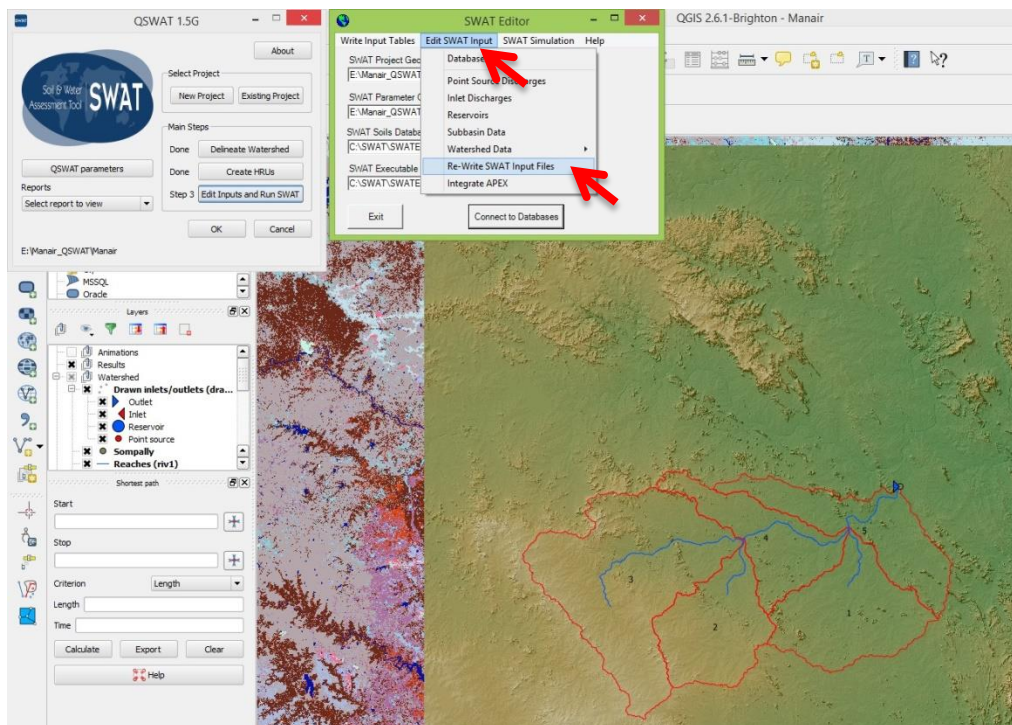 QSWAT 1.5G
About
Soil & Water
Assessment Tool
SWAT
Select Project
New Project
Existing Project
Main Steps
Done
Delineate Watershed
Done
Create HRUs
Step 3
Edit Inputs and Run SWAT
QSWAT parameters
Reports
Select report to view
OK
Cancel
E:\Manair_QSWAT\Manair
SWAT Editor
Write Input Tables
Edit SWAT Input
SWAT Simulation
Help
SWAT Project Geo
E:\Manair_QSWAT
SWAT Parameter
E:\Manair_QSWAT
SWAT Soils Databa
C:\SWAT\SWATE
SWAT Executable
C:\SWAT\SWATE
Point Source Discharges
Inlet Discharges
Reservoirs
Subbasin Data
Watershed Data
Re-Write SWAT Input Files
Integrate APEX
Exit
Connect to Databases
QGIS 2.6.1-Brighton - Manair
MSSQL
Oracle
Layers
Animations
Results
Watershed
Drawn inlets/outlets (dra...
Outlet
Inlet
Reservoir
Point source
Sompally
Reaches (riv1)
Shortest path
Start
Stop
Criterion
Length
Length
Time
Calculate
Export
Clear
Help
5
4
3
1
2